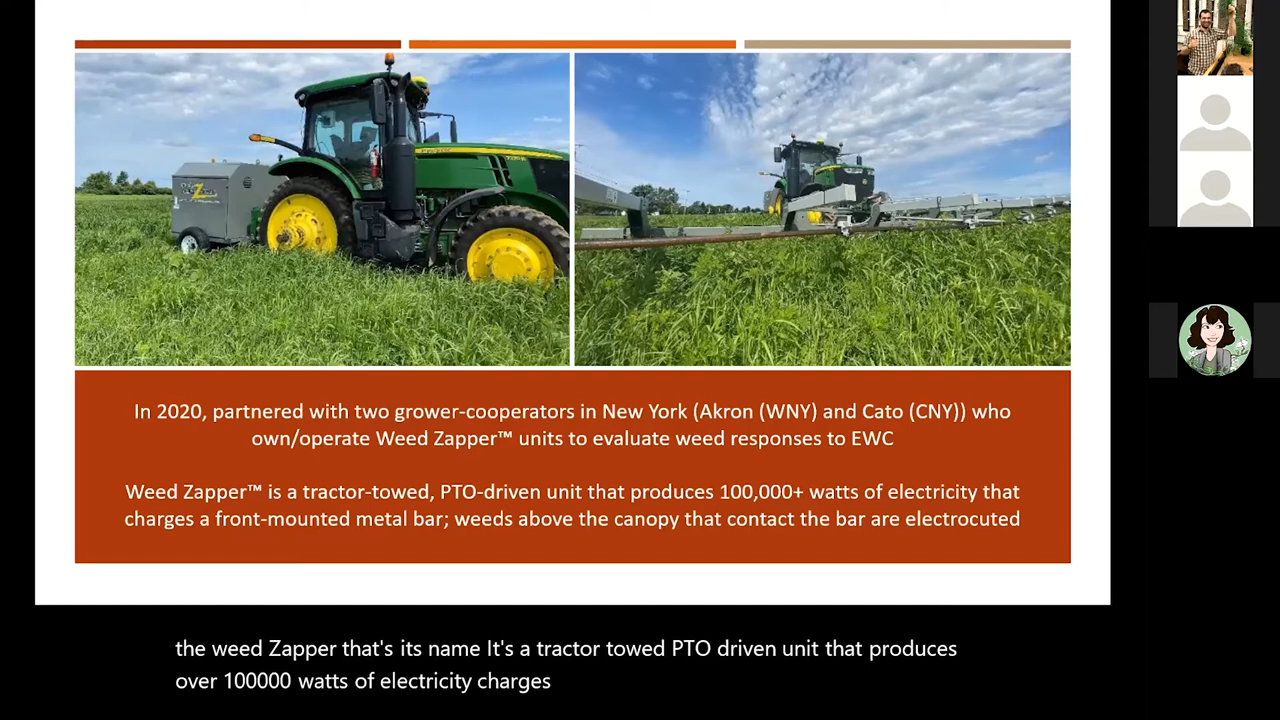 In 2020, partnered with two grower-cooperators in New York (Akron (WNY) and Cato (CNY)) who
own/operate Weed Zapper™ units to evaluate weed responses to EWC
Weed Zapper™ is a tractor-towed, PTO-driven unit that produces 100,000+ watts of electricity that
charges a front-mounted metal bar; weeds above the canopy that contact the bar are electrocuted
the weed Zapper that's its name It's a tractor towed PTO driven unit that produces
over 100000 watts of electricity charges